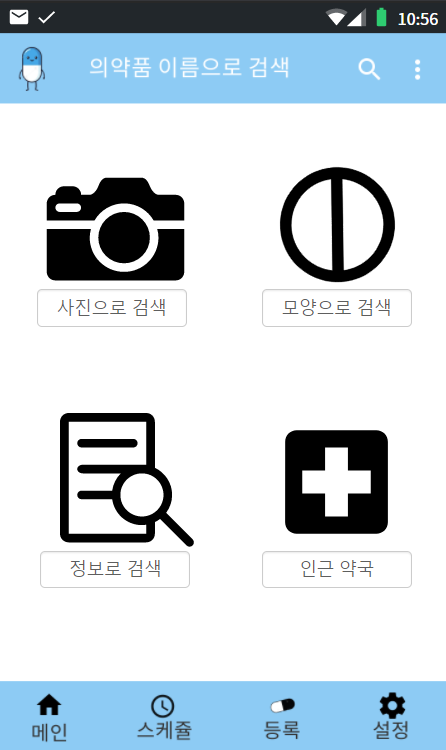 10:56
의약품 이름으로 검색
사진으로 검색
모양으로 검색
정보로 검색
인근 약국
메인
스케쥴
등록
설정